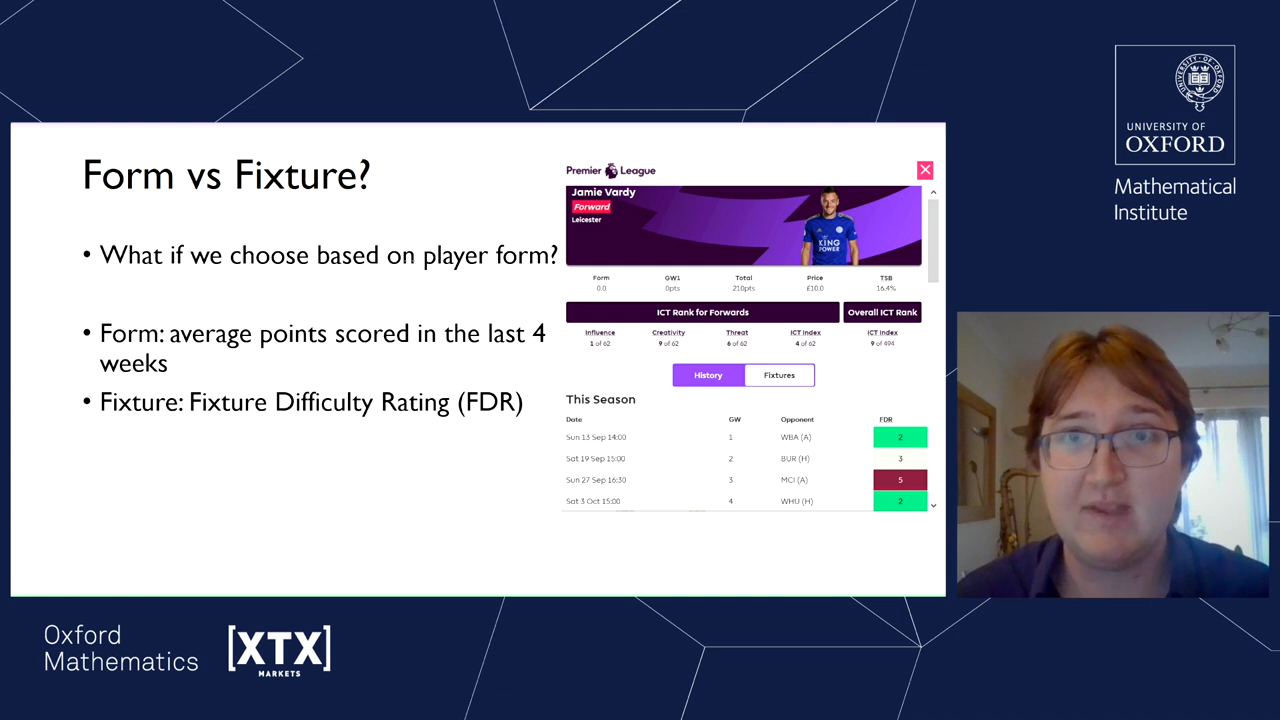 UNIVERSITY OF
OXFORD
Mathematical
Institute
Form vs Fixture?
• What if we choose based on player form?
• Form: average points scored in the last 4
weeks
• Fixture: Fixture Difficulty Rating (FDR)
Premier League
Jamie Vardy
Forward
Leicester
KING
POWER
Form GW1 Total Price TSB
0.0 0pts 210pts £10.0 16.4%
ICT Rank for Forwards Overall ICT Rank
Influence Creativity Threat ICT Index ICT Index
1 of 62 9 of 62 6 of 62 4 of 62 9 of 494
History Fixtures
This Season
Date GW Opponent FDR
Sun 13 Sep 14:00 1 WBA (A) 2
Sat 19 Sep 15:00 2 BUR (H) 3
Sun 27 Sep 16:30 3 MCI (A) 5
Sat 3 Oct 15:00 4 WHU (H) 2
Oxford
Mathematics
[XTX]
MARKETS